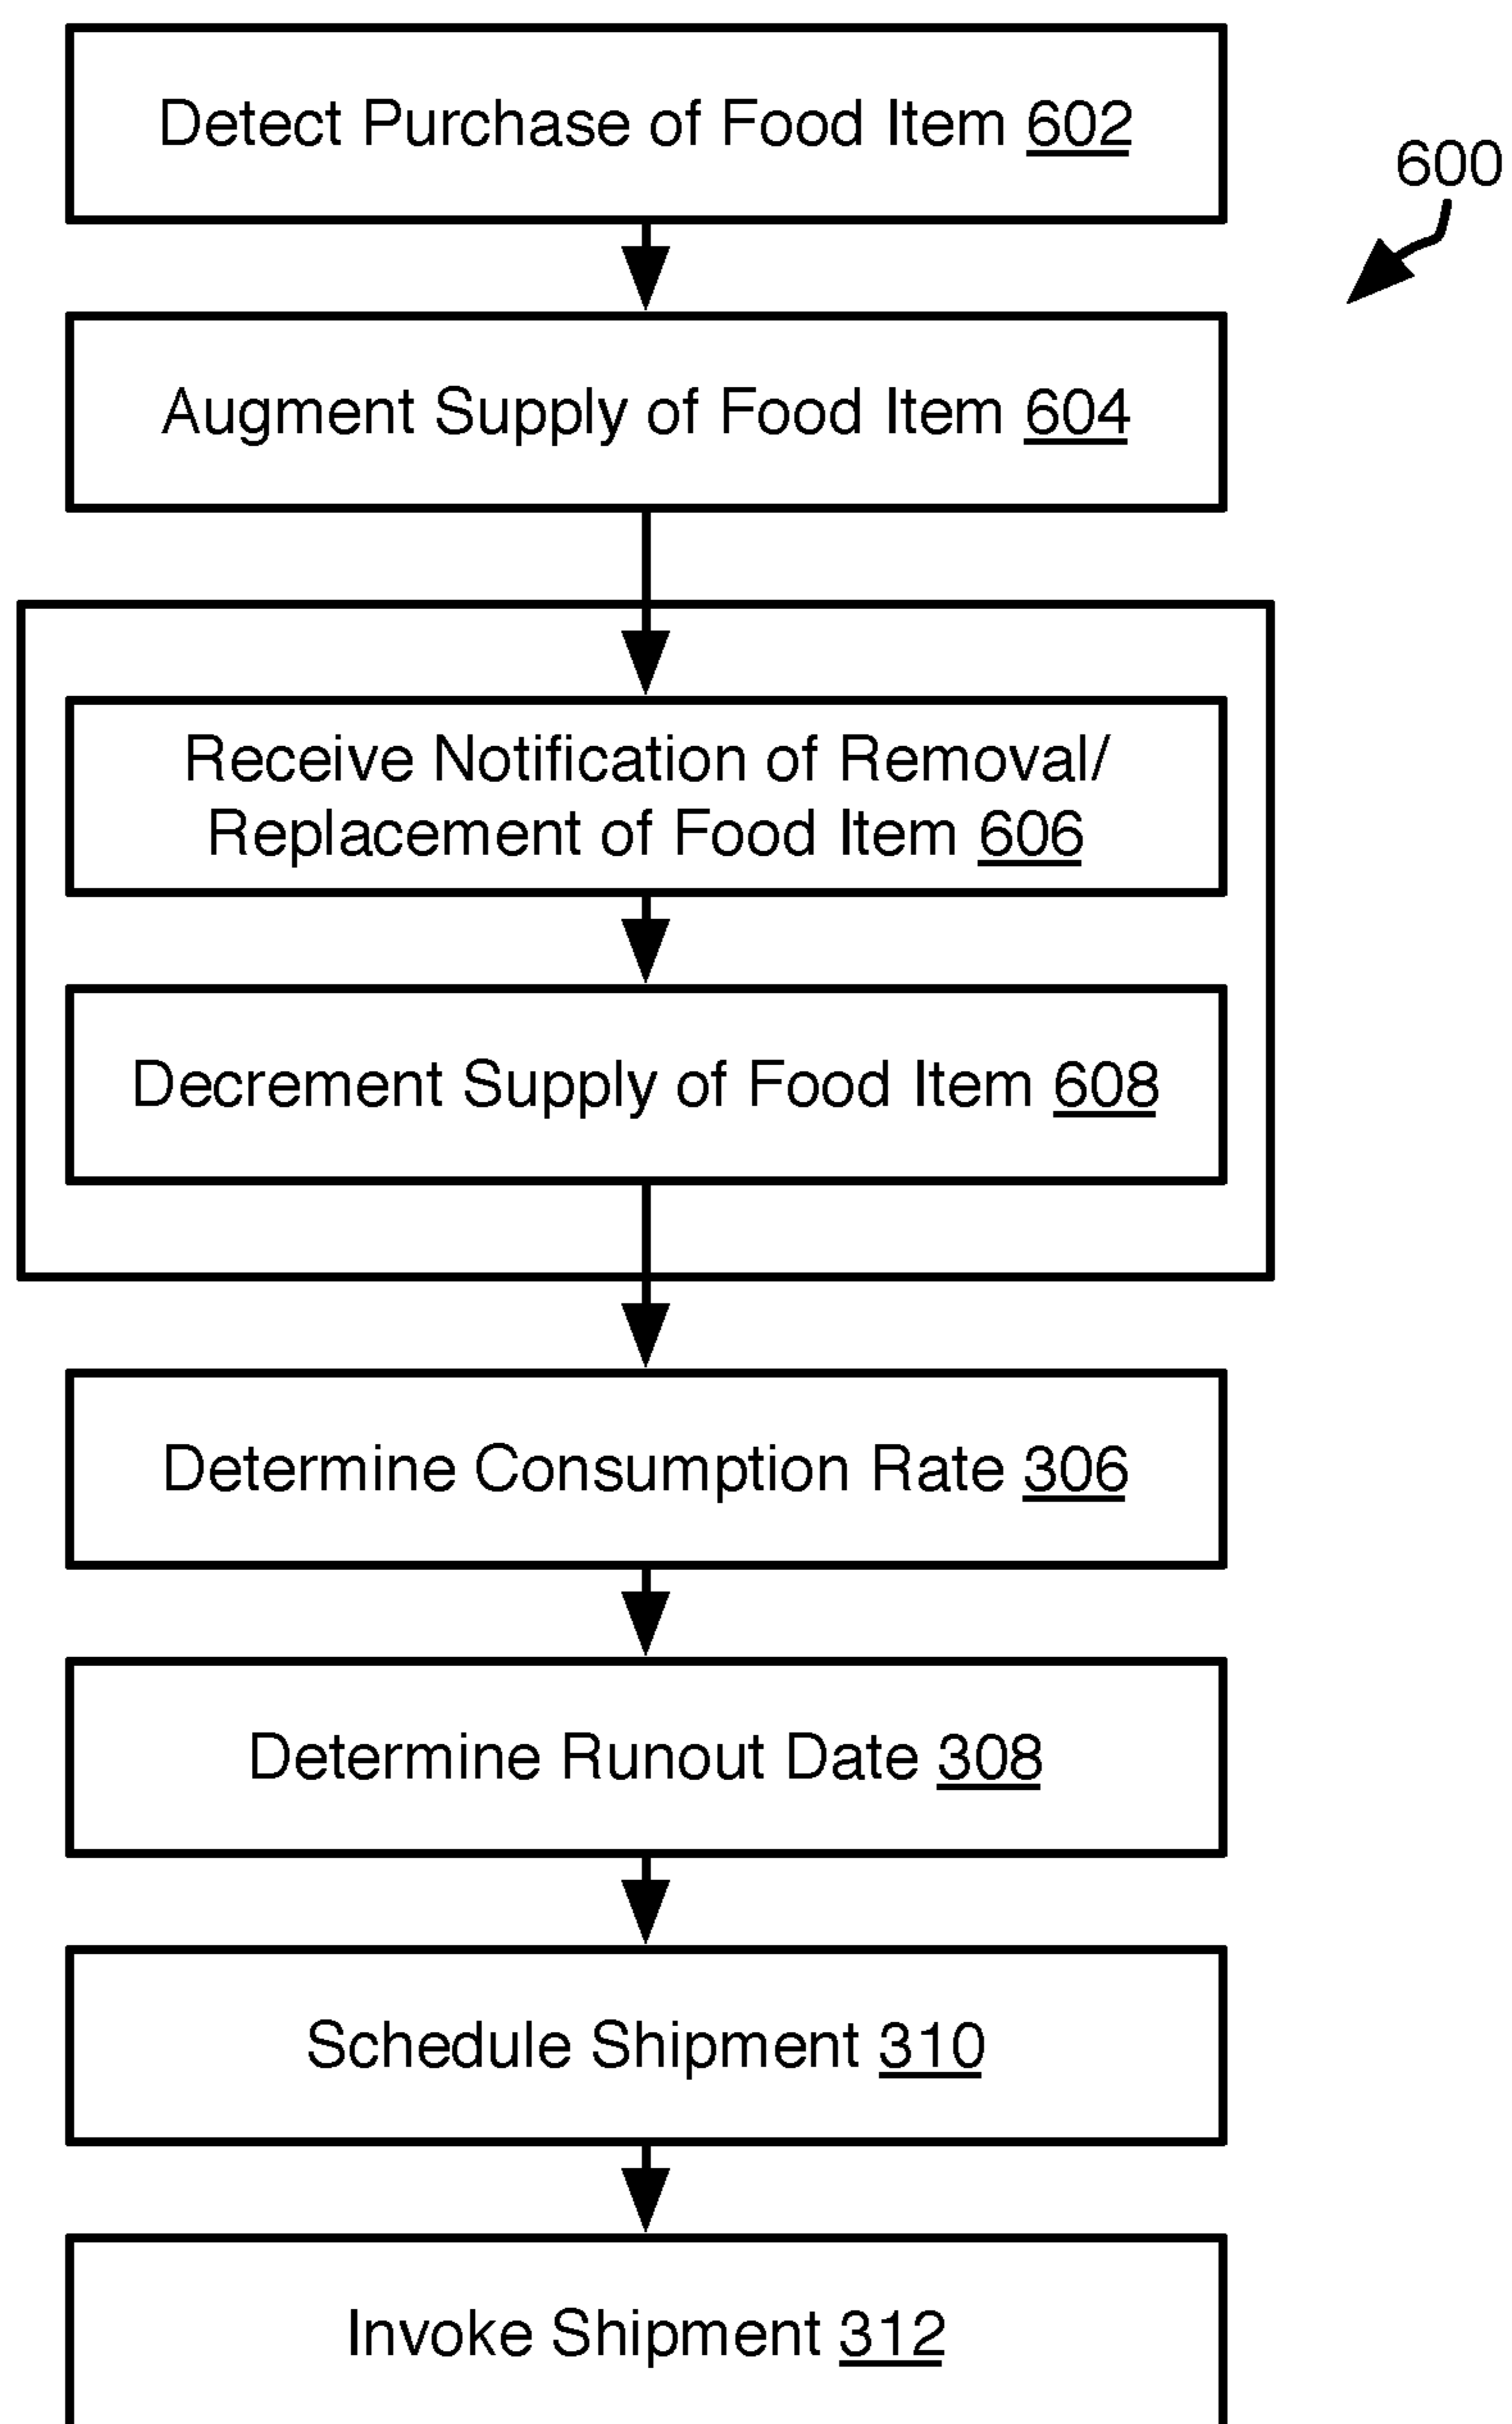 Detect Purchase of Food Item 602
600
Augment Supply of Food Item 604
Receive Notification of Removal/
Replacement of Food Item 606
Decrement Supply of Food Item 608
Determine Consumption Rate 306
Determine Runout Date 308
Schedule Shipment 310
Invoke Shipment 312